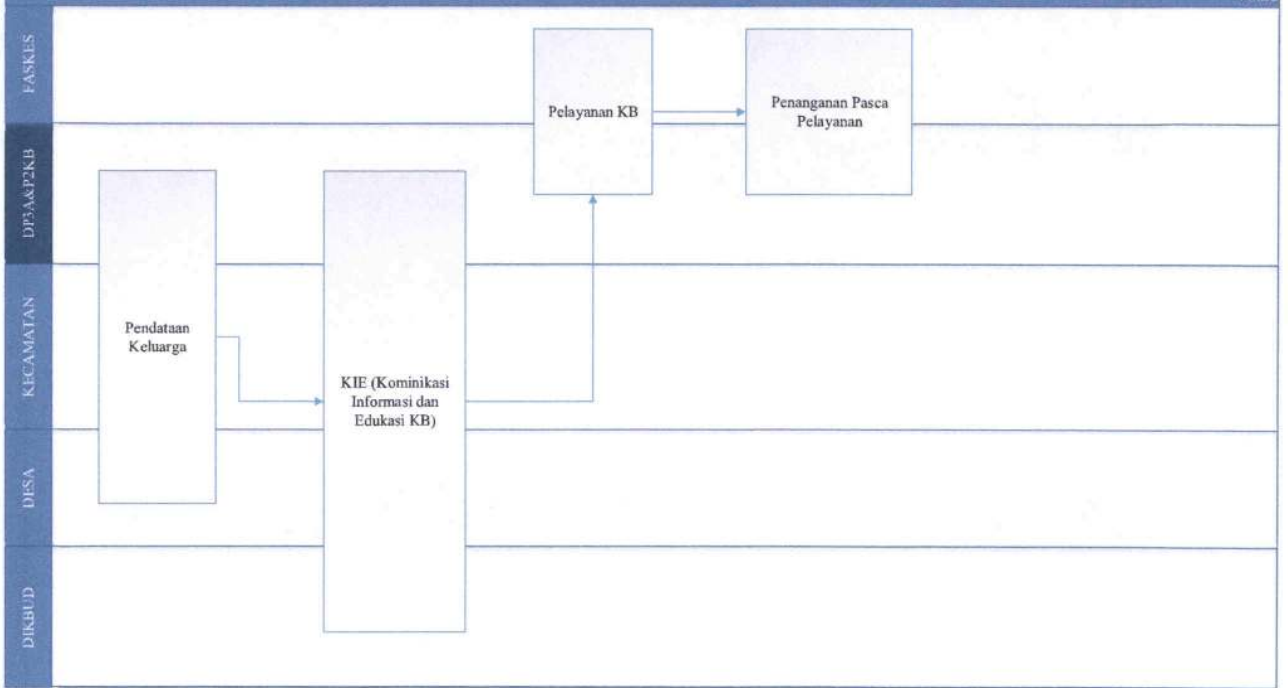 FASKES
Pelayanan KB
Penanganan Pasca
Pelayanan
DP3A&P2KB
KECAMATAN
Pendataan
Keluarga
KIE (Kominikasi
Informasi dan
Edukasi KB)
DESA
DIKBUD